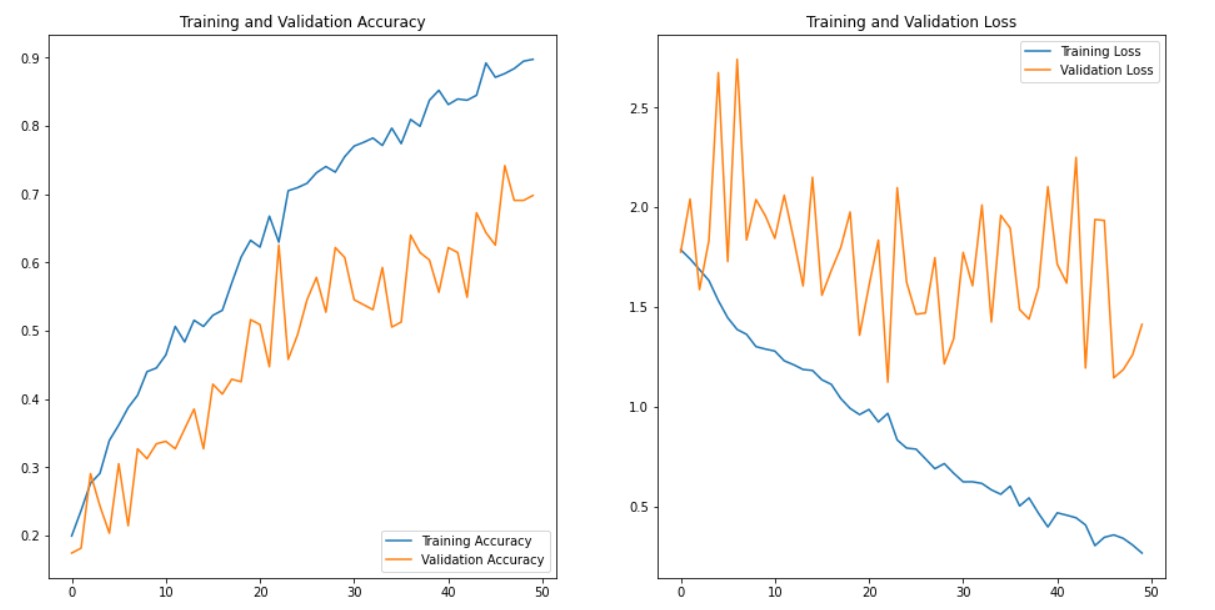 Training and Validation Accuracy
0.9
0.8
0.7
0.6
0.5
0.4
0.3
0.2
Training Accuracy
Validation Accuracy
0 10 20 30 40 50
Training and Validation Loss
Training Loss
Validation Loss
2.5
2.0
1.5
1.0
0.5
0 10 20 30 40 50